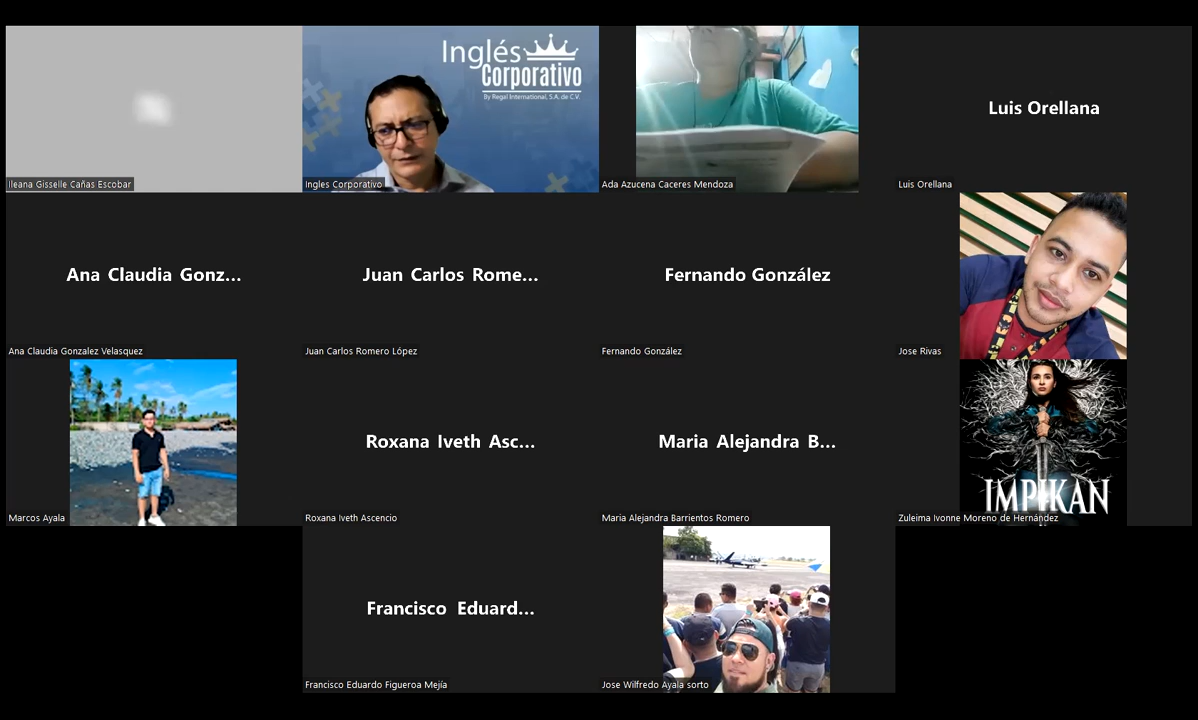 Inglés
Corporativo
By Regal International, S.A. de C.V.
Ileana Gisselle Cañas Escobar
Ingles Corporativo
Ada Azucena Caceres Mendoza
Luis Orellana
Luis Orellana
Ana Claudia Gonz...
Juan Carlos Rome...
Fernando González
Ana Claudia Gonzalez Velasquez
Juan Carlos Romero López
Fernando González
Jose Rivas
Roxana Iveth Asc...
Maria Alejandra B...
IMPIKAN
Marcos Ayala
Roxana Iveth Ascencio
Maria Alejandra Barrientos Romero
Zuleima Ivonne Moreno de Hernández
Francisco Eduard...
Francisco Eduardo Figueroa Mejía
Jose Wilfredo Ayala sorto